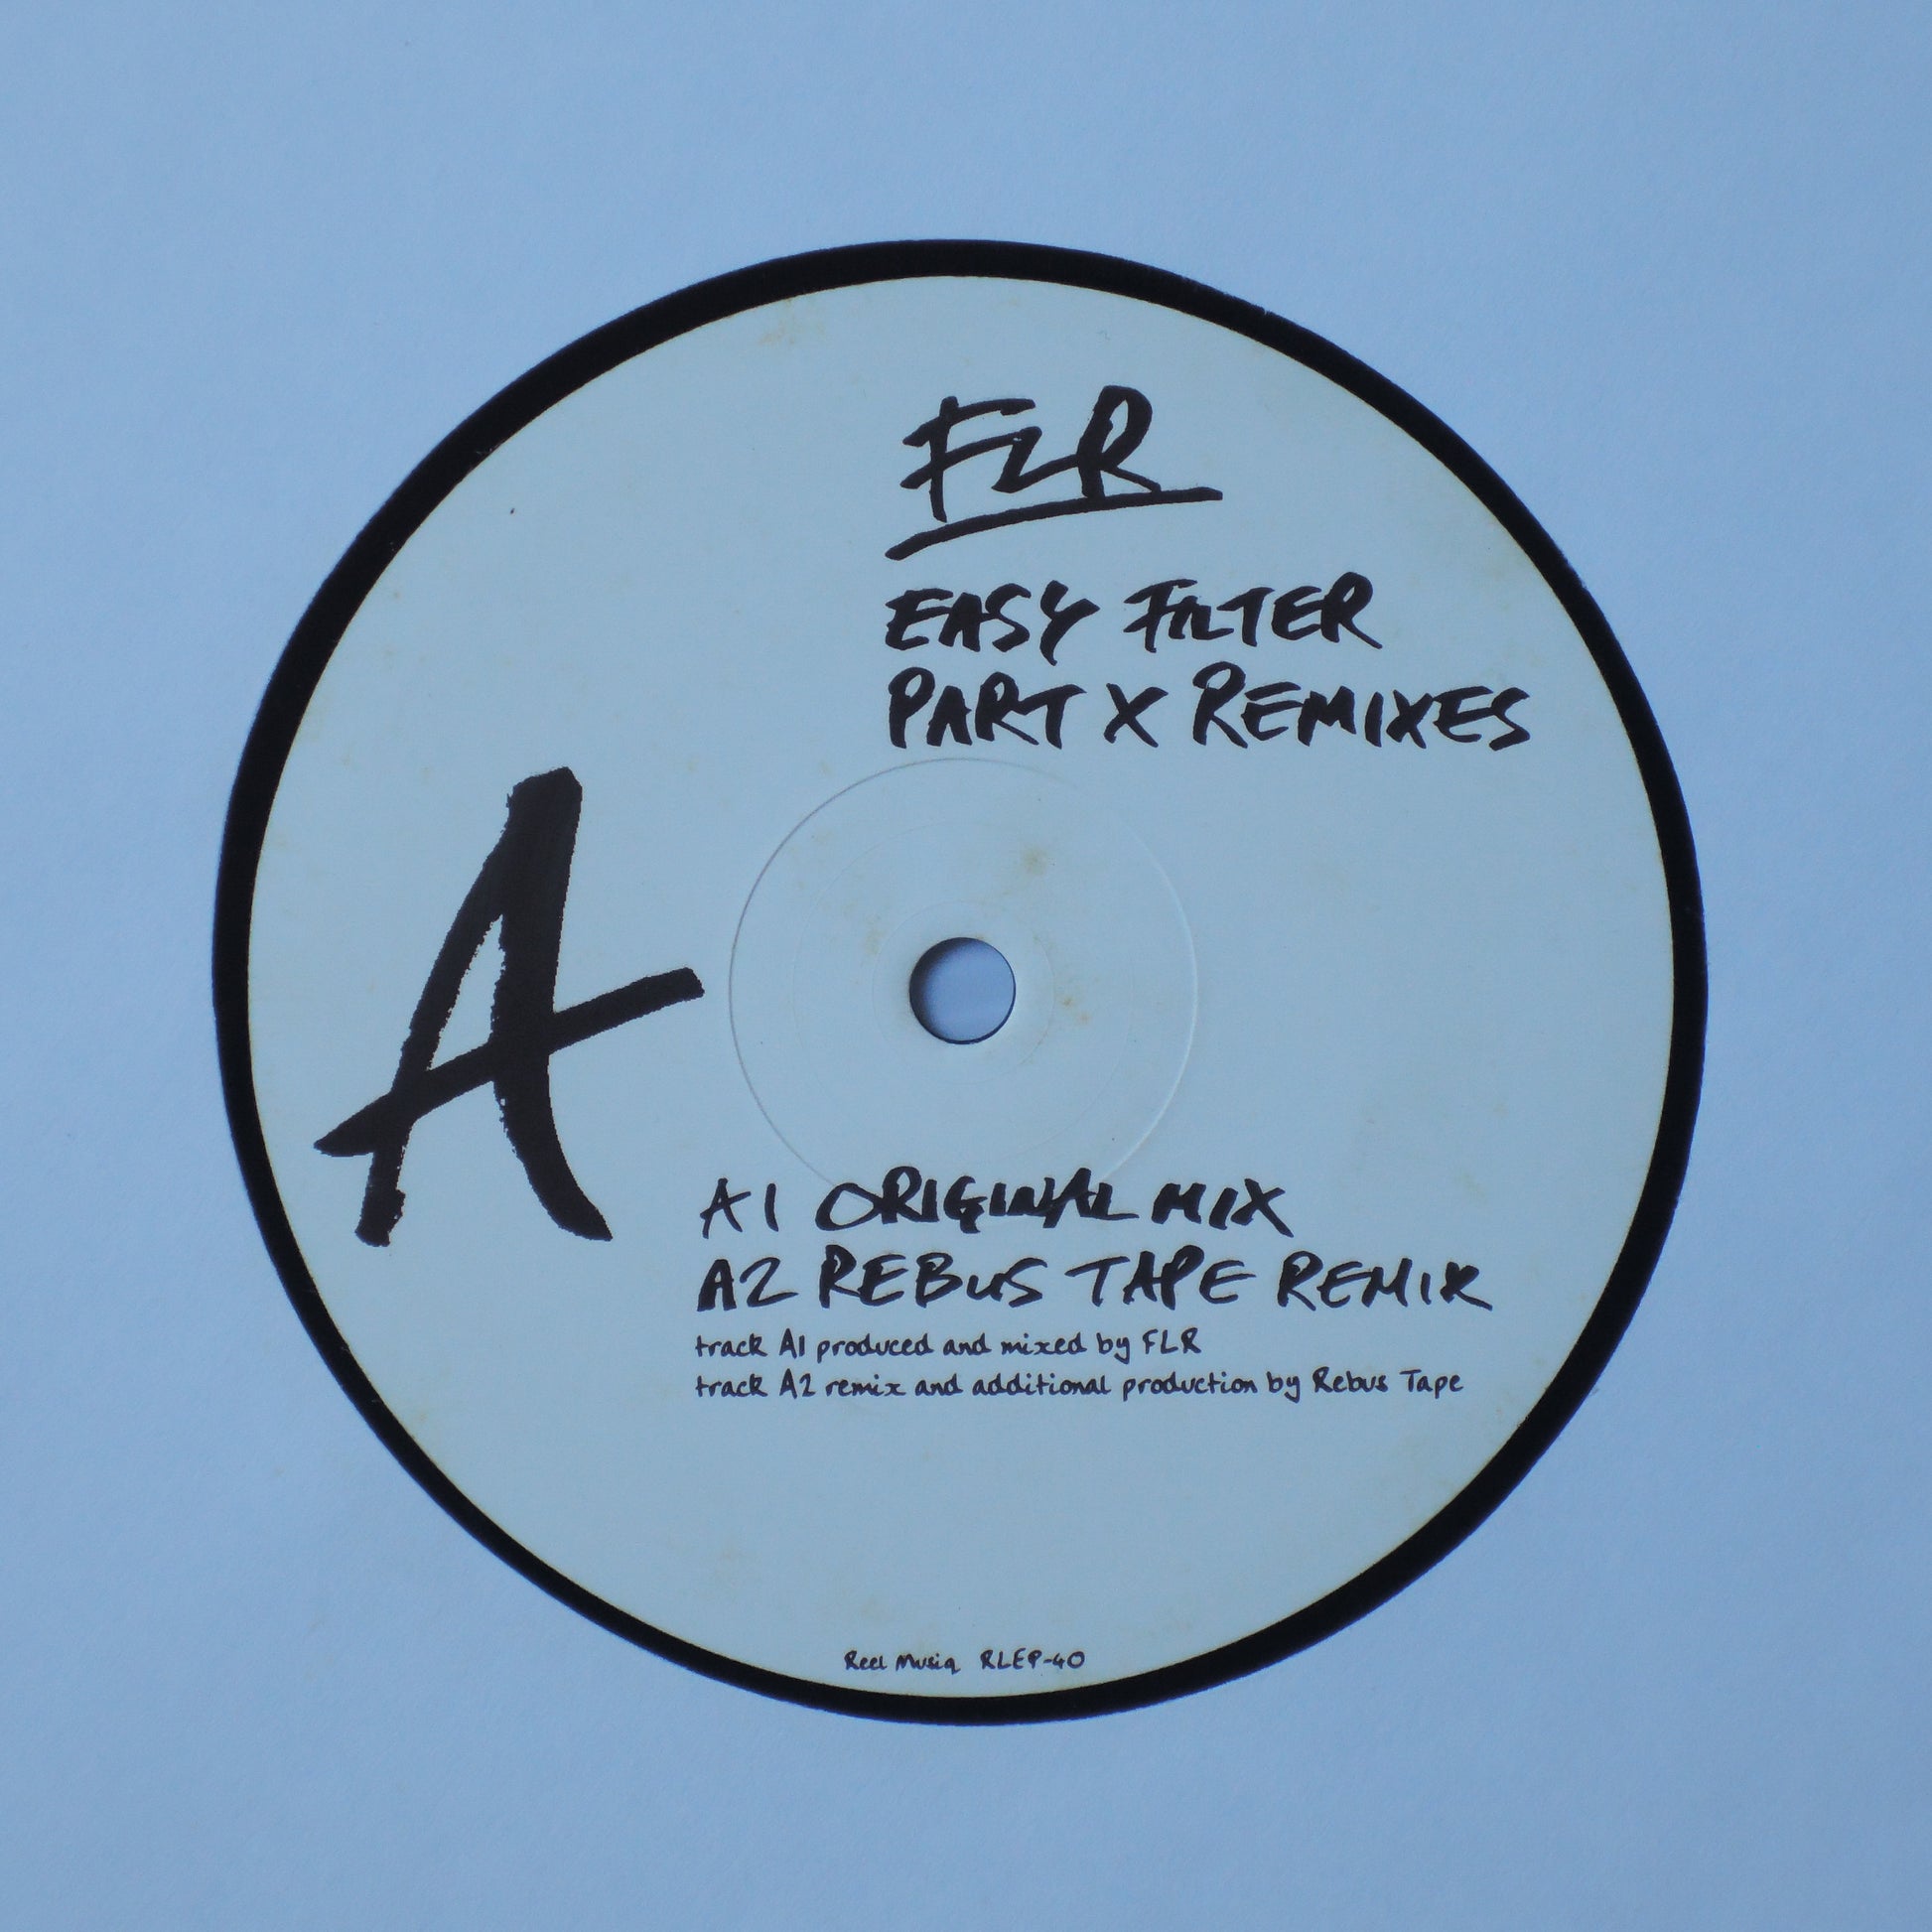 FLR
EASY FILTER
PART X REMIXES
A
A1 ORIGINAL MIX
A2 REBUS TAPE REMIX
track A1 produced and mixed by FLR
track A2 remix and additional production by Rebus Tape
Reel Musiq RLEP-40